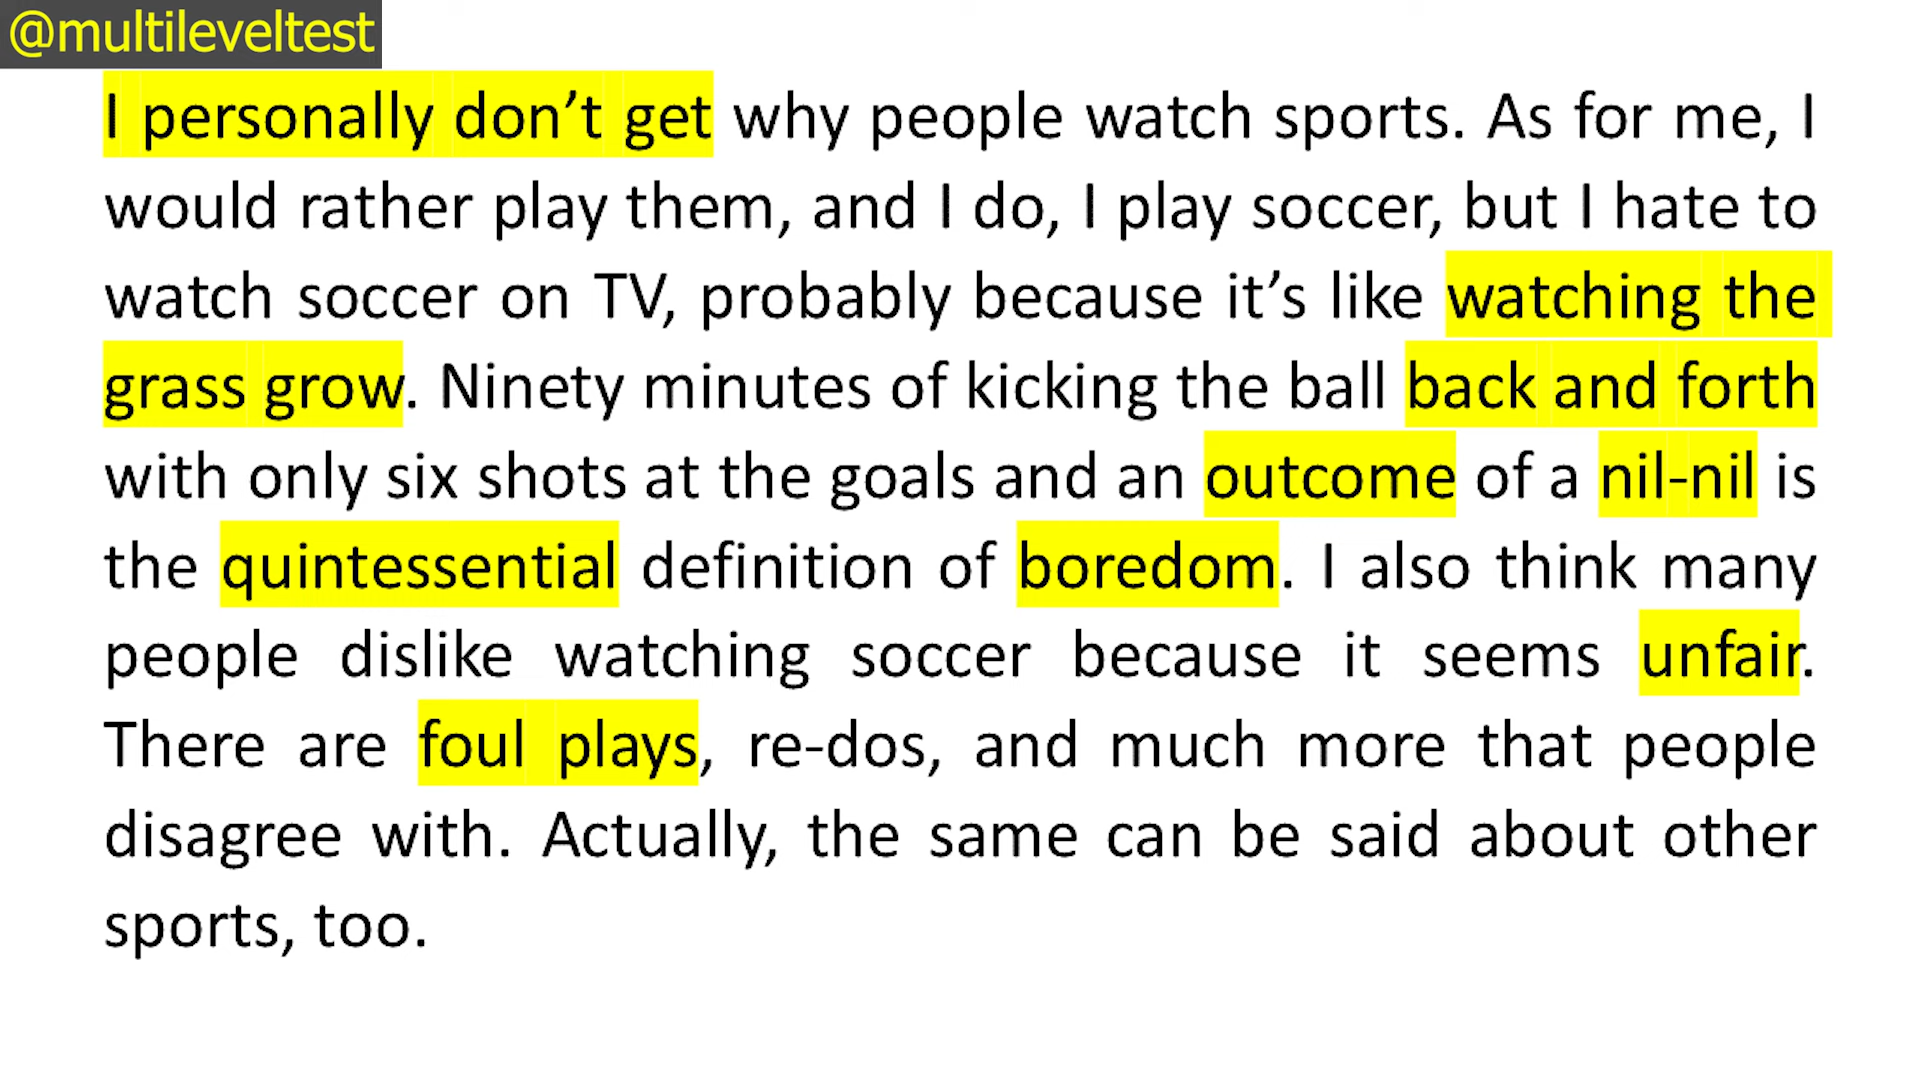 @multileveltest
I personally don’t get why people watch sports. As for me, I
would rather play them, and I do, I play soccer, but I hate to
watch soccer on TV, probably because it’s like watching the
grass grow. Ninety minutes of kicking the ball back and forth
with only six shots at the goals and an outcome of a nil-nil is
the quintessential definition of boredom. I also think many
people dislike watching soccer because it seems unfair.
There are foul plays, re-dos, and much more that people
disagree with. Actually, the same can be said about other
sports, too.